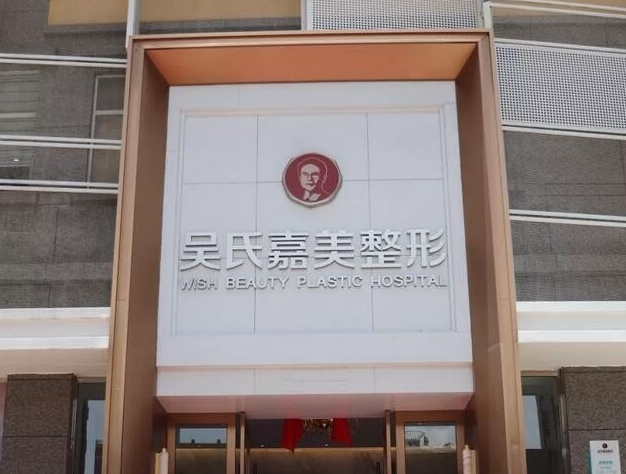 吴氏嘉美整形
WISH BEAUTY PLASTIC HOSPITAL